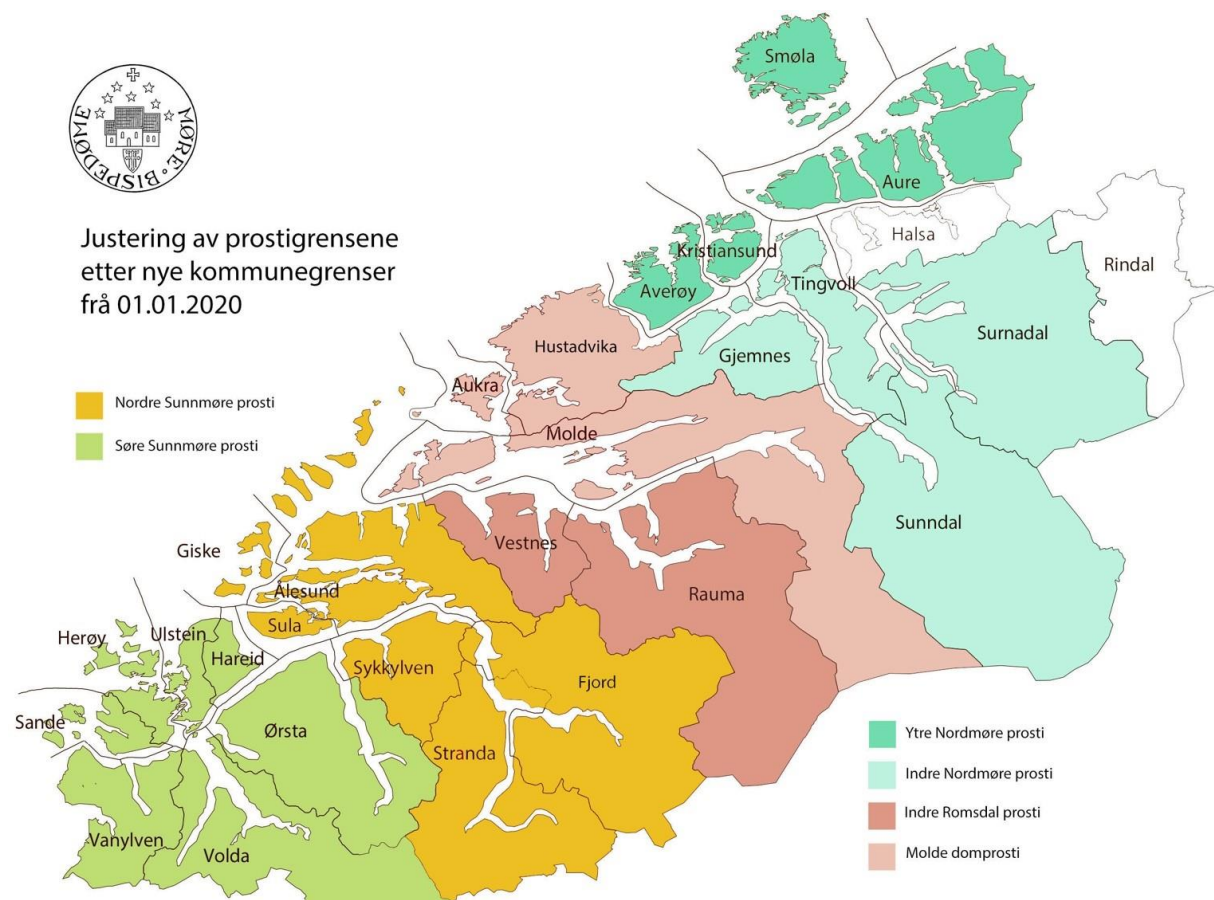 MØRE · BISPEDØME
Justering av prostigrensene
etter nye kommunegrenser
frå 01.01.2020
Nordre Sunnmøre prosti
Søre Sunnmøre prosti
Smøla
Aure
Halsa
Rindal
Kristiansund
Averøy
Tingvoll
Surnadal
Hustadvika
Gjemnes
Aukra
Molde
Sunndal
Vestnes
Giske
Rauma
Ålesund
Sula
Herøy
Ulstein
Hareid
Sykkylven
Fjord
Sande
Ørsta
Stranda
Vanylven
Volda
Ytre Nordmøre prosti
Indre Nordmøre prosti
Indre Romsdal prosti
Molde domprosti